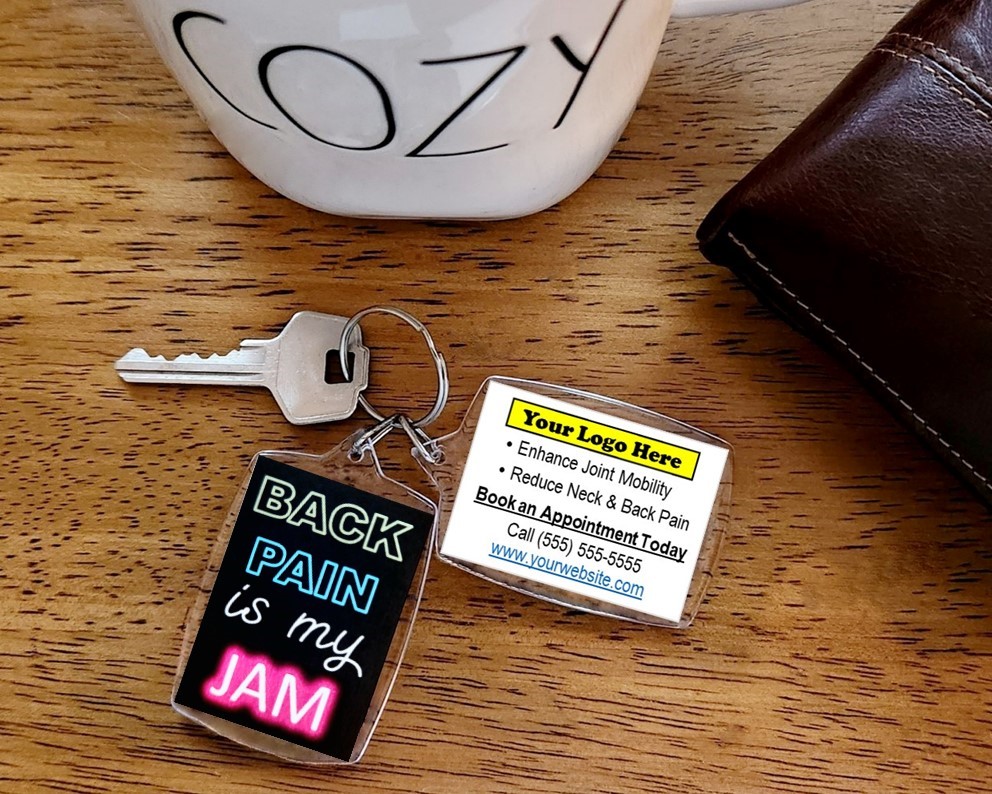 COZY
BACK
PAIN
is my
JAM
Your Logo Here
• Enhance Joint Mobility
• Reduce Neck & Back Pain
Book an Appointment Today
Call (555) 555-5555
www.yourwebsite.com